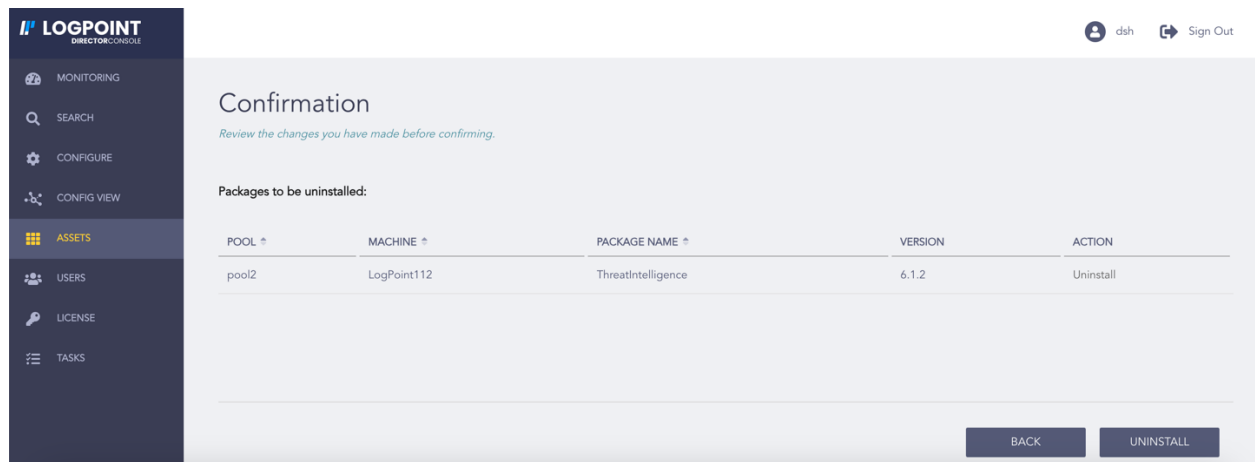 LOGPOINT
DIRECTORCONSOLE
dsh Sign Out
MONITORING
SEARCH
CONFIGURE
CONFIG VIEW
ASSETS
USERS
LICENSE
TASKS
Confirmation
Review the changes you have made before confirming.
Packages to be uninstalled:
POOL MACHINE PACKAGE NAME VERSION ACTION
pool2 LogPoint112 ThreatIntelligence 6.1.2 Uninstall
BACK UNINSTALL